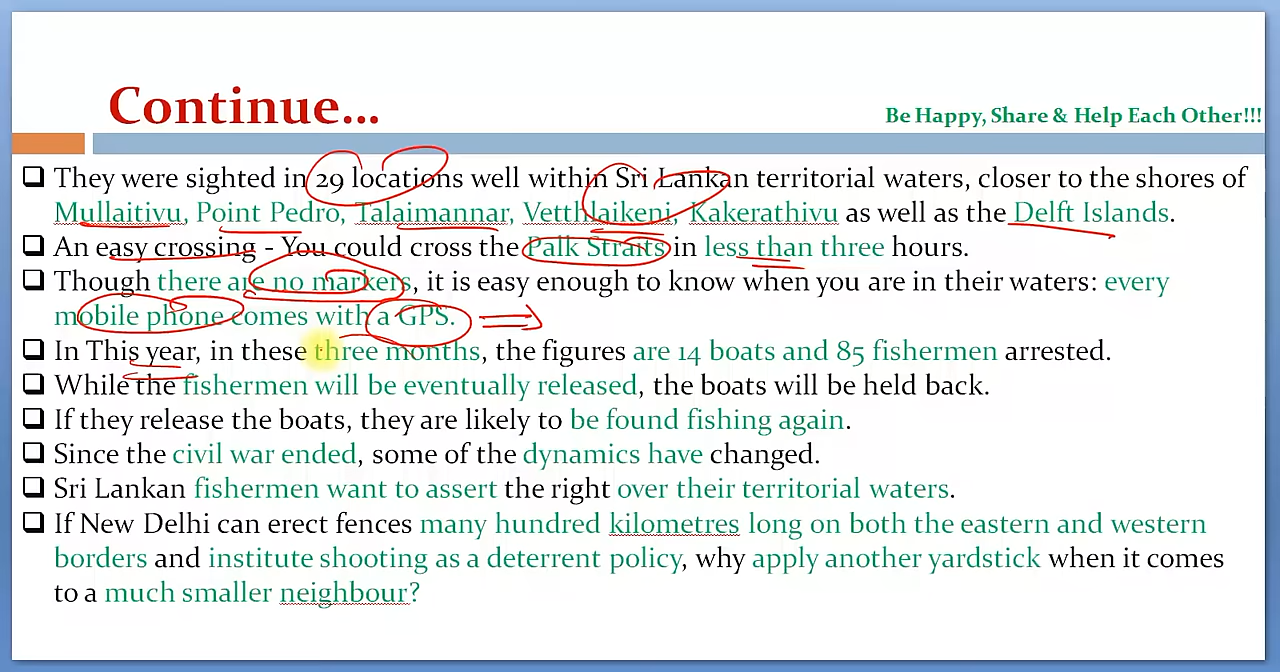 Continue...
Be Happy, Share & Help Each Other!!!
They were sighted in 29 locations well within Sri Lankan territorial waters, closer to the shores of
Mullaitivu, Point Pedro, Talaimannar, Vetthlaikeni, Kakerathivu as well as the Delft Islands.
An easy crossing - You could cross the Palk Straits in less than three hours.
Though there are no markers, it is easy enough to know when you are in their waters: every
mobile phone comes with a GPS.
In This year, in these three months, the figures are 14 boats and 85 fishermen arrested.
While the fishermen will be eventually released, the boats will be held back.
If they release the boats, they are likely to be found fishing again.
Since the civil war ended, some of the dynamics have changed.
Sri Lankan fishermen want to assert the right over their territorial waters.
If New Delhi can erect fences many hundred kilometres long on both the eastern and western
borders and institute shooting as a deterrent policy, why apply another yardstick when it comes
to a much smaller neighbour?